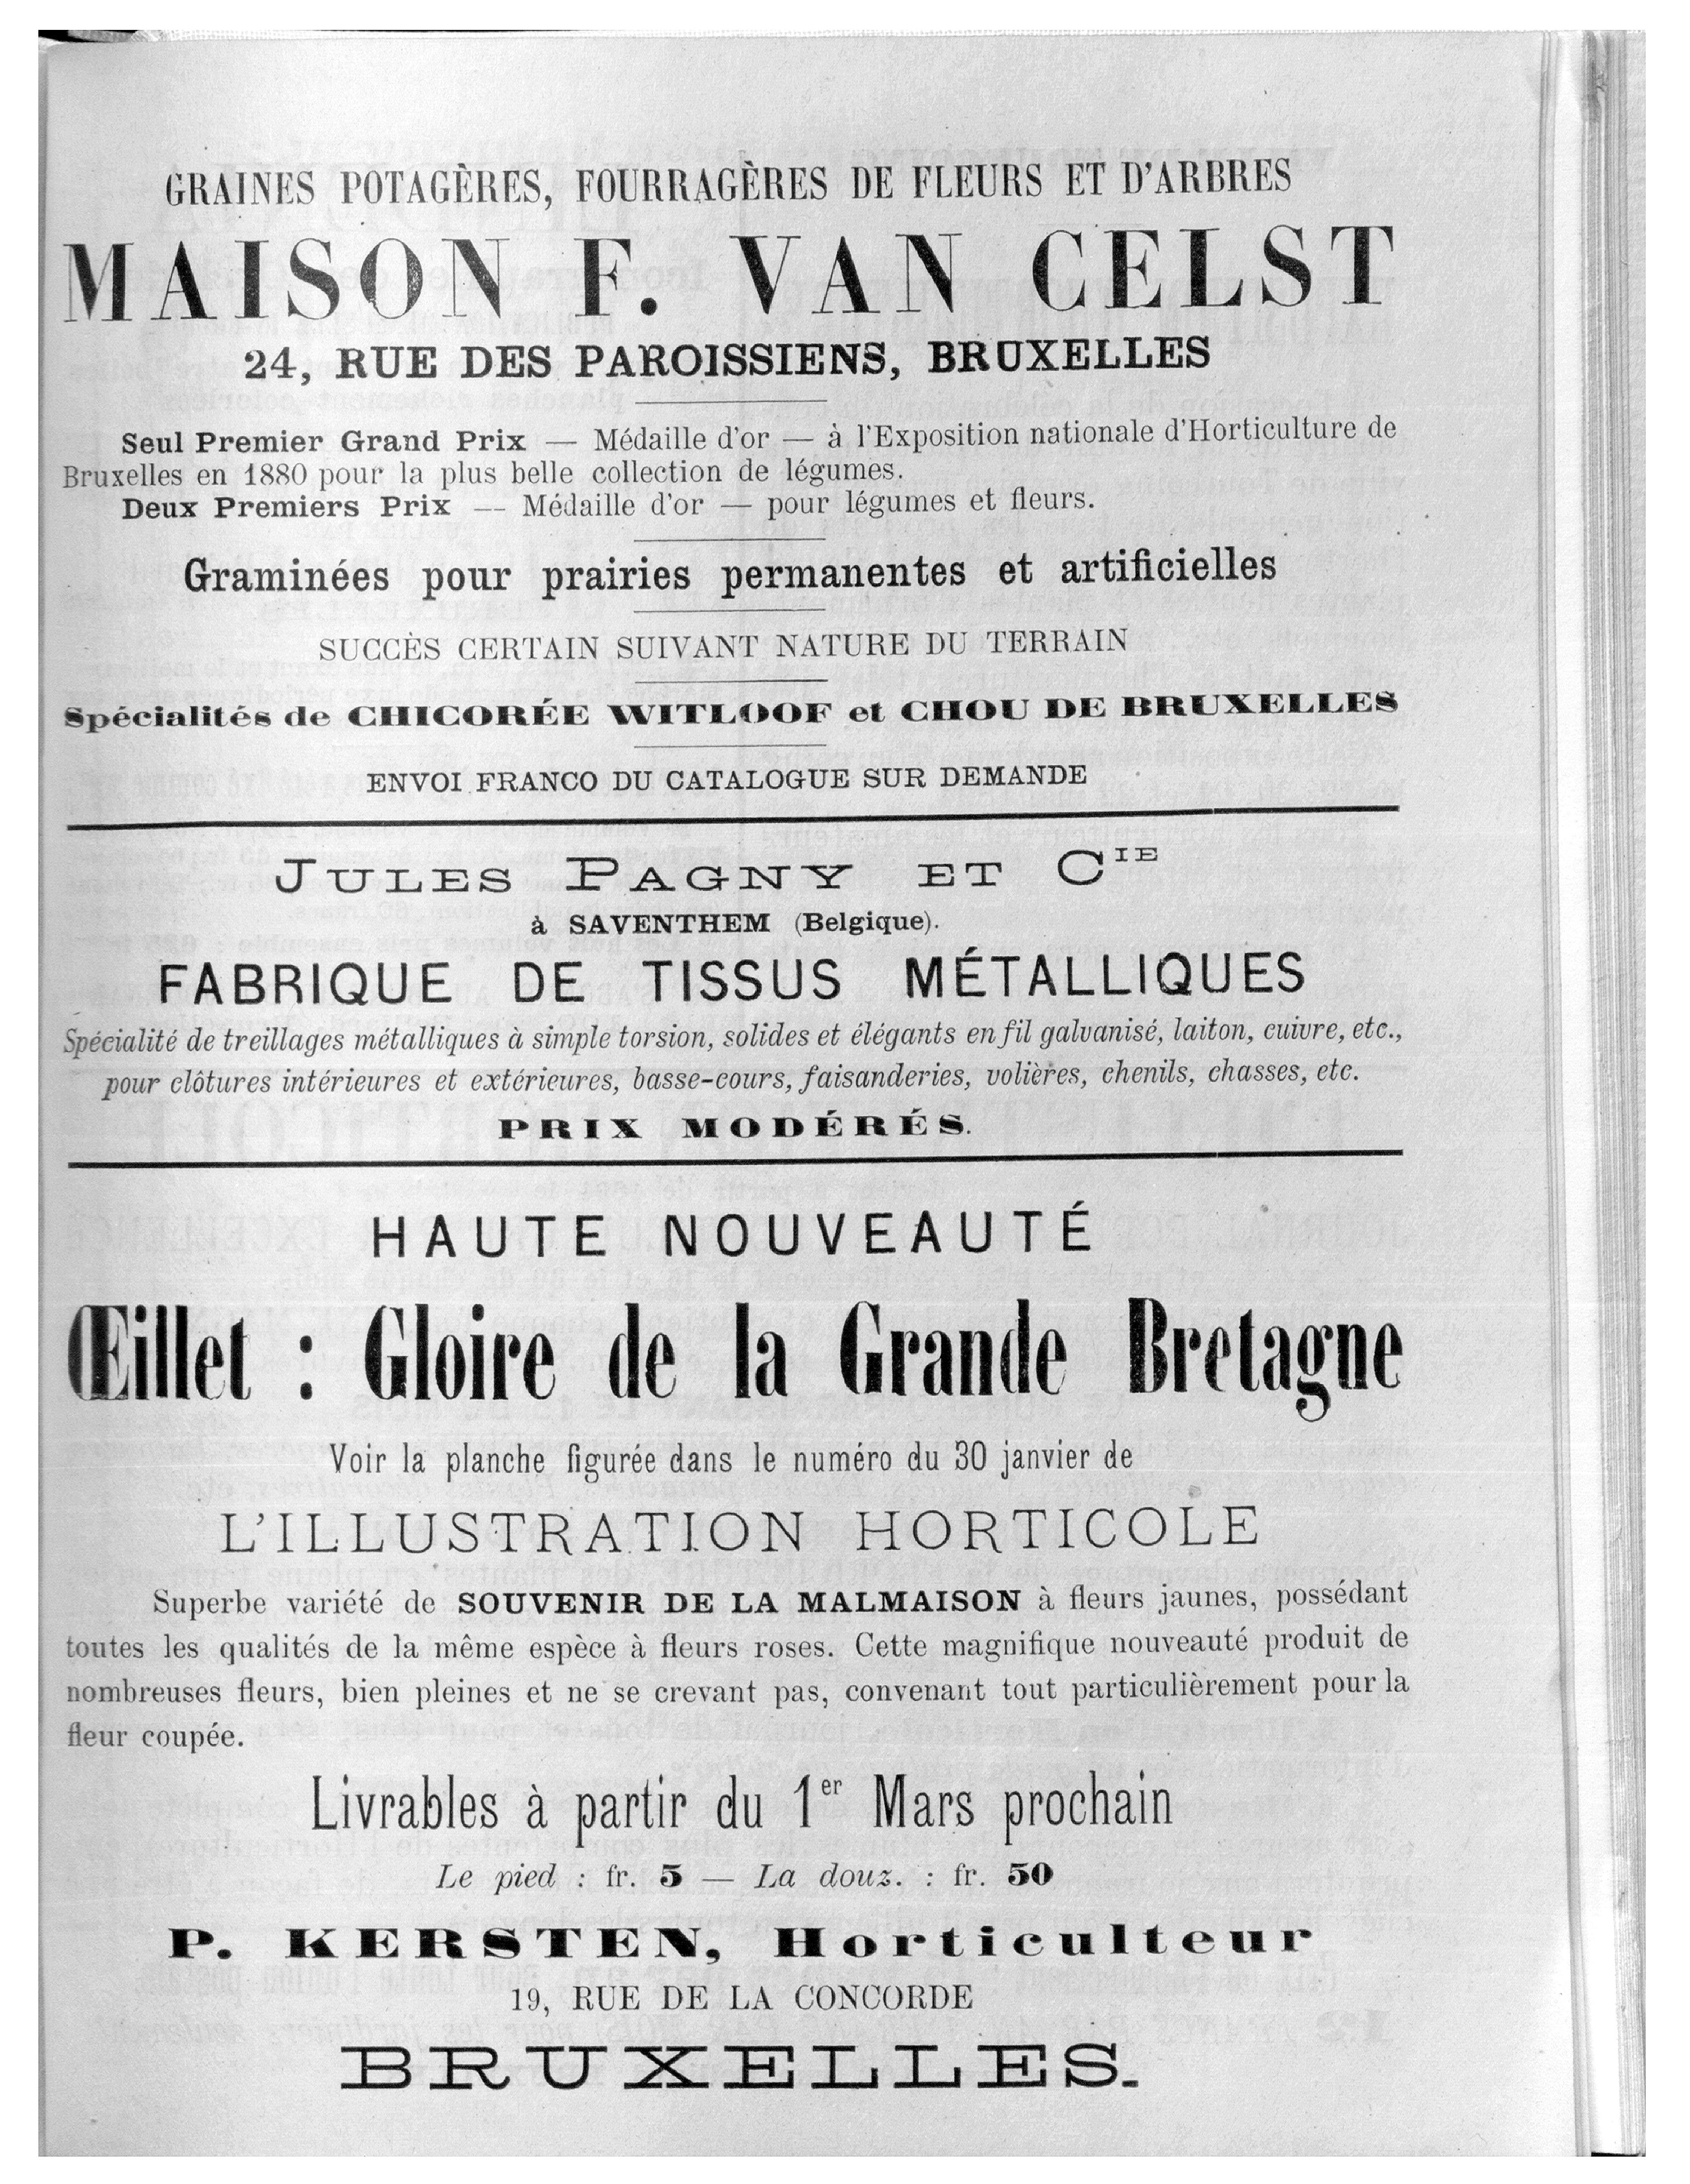 GRAINES POTAGÈRES, FOURRAGÈRES DE FLEURS ET D'ARBRES
MAISON F. VAN CELST
24, RUE DES PAROISSIENS, BRUXELLES
Seul Premier Grand Prix — Médaille d'or — à l'Exposition nationale d'Horticulture de
Bruxelles en 1880 pour la plus belle collection de légumes.
Deux Premiers Prix — Médaille d'or — pour légumes et fleurs.
Graminées pour prairies permanentes et artificielles
SUCCÈS CERTAIN SUIVANT NATURE DU TERRAIN
Spécialités de CHICORÉE WITLOOF et CHOU DE BRUXELLES
ENVOI FRANCO DU CATALOGUE SUR DEMANDE
JULES PAGNY ET CIE
à SAVENTHEM (Belgique).
FABRIQUE DE TISSUS MÉTALLIQUES
Spécialité de treillages métalliques à simple torsion, solides et élégants en fil galvanisé, laiton, cuivre, etc.,
pour clôtures intérieures et extérieures, basse-cours, faisanderies, volières, chenils, chasses, etc.
PRIX MODÉRÉS.
HAUTE NOUVEAUTÉ
Œillet : Gloire de la Grande Bretagne
Voir la planche figurée dans le numéro du 30 janvier de
L'ILLUSTRATION HORTICOLE
Superbe variété de SOUVENIR DE LA MALMAISON à fleurs jaunes, possédant
toutes les qualités de la même espèce à fleurs roses. Cette magnifique nouveauté produit de
nombreuses fleurs, bien pleines et ne se crevant pas, convenant tout particulièrement pour la
fleur coupée.
Livrables à partir du 1er Mars prochain
Le pied : fr. 5 — La douz. : fr. 50
P. KERSTEN, Horticulteur
19, RUE DE LA CONCORDE
BRUXELLES.